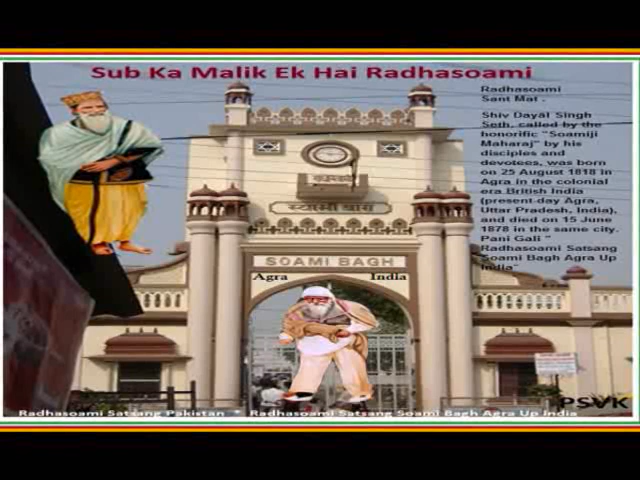 Sub Ka Malik Ek Hai Radhasoami
Radhasoami
Sant Mat .
Shiv Dayal Singh
Seth, called by the
honorific "Soamiji
Maharaj" by his
disciples and
devotees, was born
on 25 August 1818 in
Agra in the colonial
era British India
(present-day Agra,
Uttar Pradesh, India),
and died on 15 June
1878 in the same city.
Pani Gali "
Radhasoami Satsang
Soami Bagh Agra Up
India"
स्वामी बाग
SOAMI BAGH
Agra India
PSVK
Radhasoami Satsang Pakistan * Radhasoami Satsang Soami Bagh Agra Up India